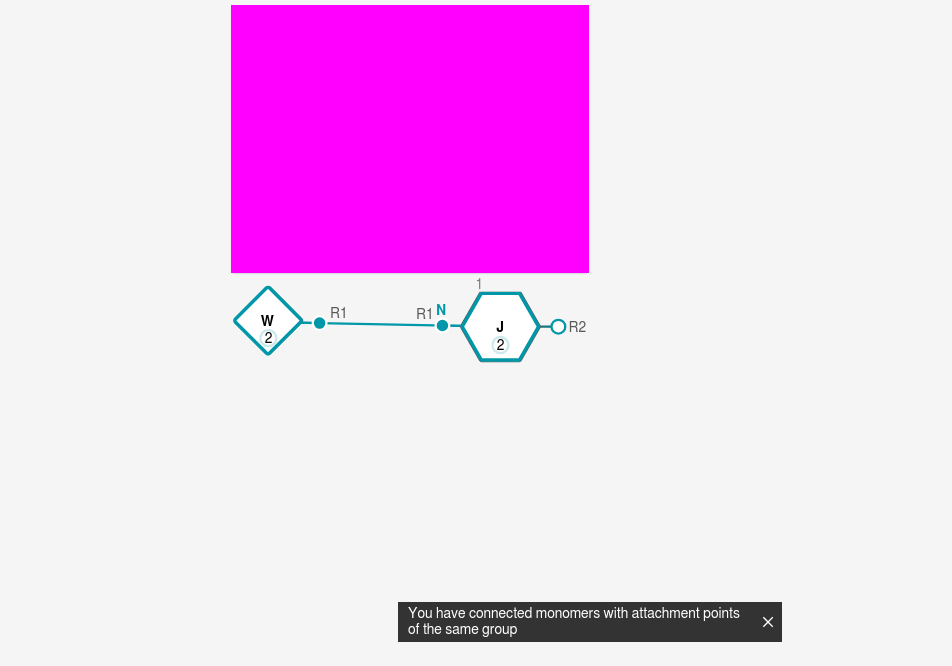 1
W
2
R1
R1
N
J
2
R2
You have connected monomers with attachment points
of the same group